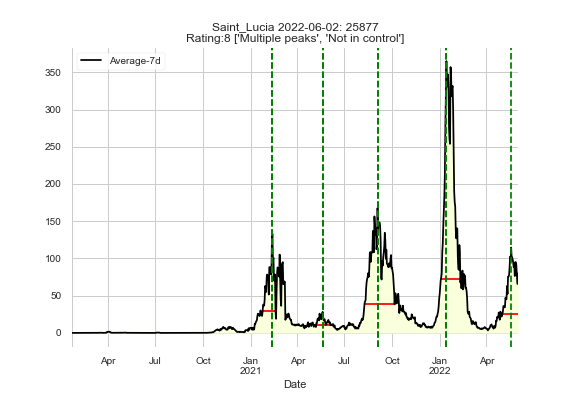 Saint_Lucia 2022-06-02: 25877
Rating:8 ['Multiple peaks', 'Not in control']
Average-7d
350
300
250
200
150
100
50
0
Apr Jul Oct Jan Apr Jul Oct Jan Apr
2021 2022
Date